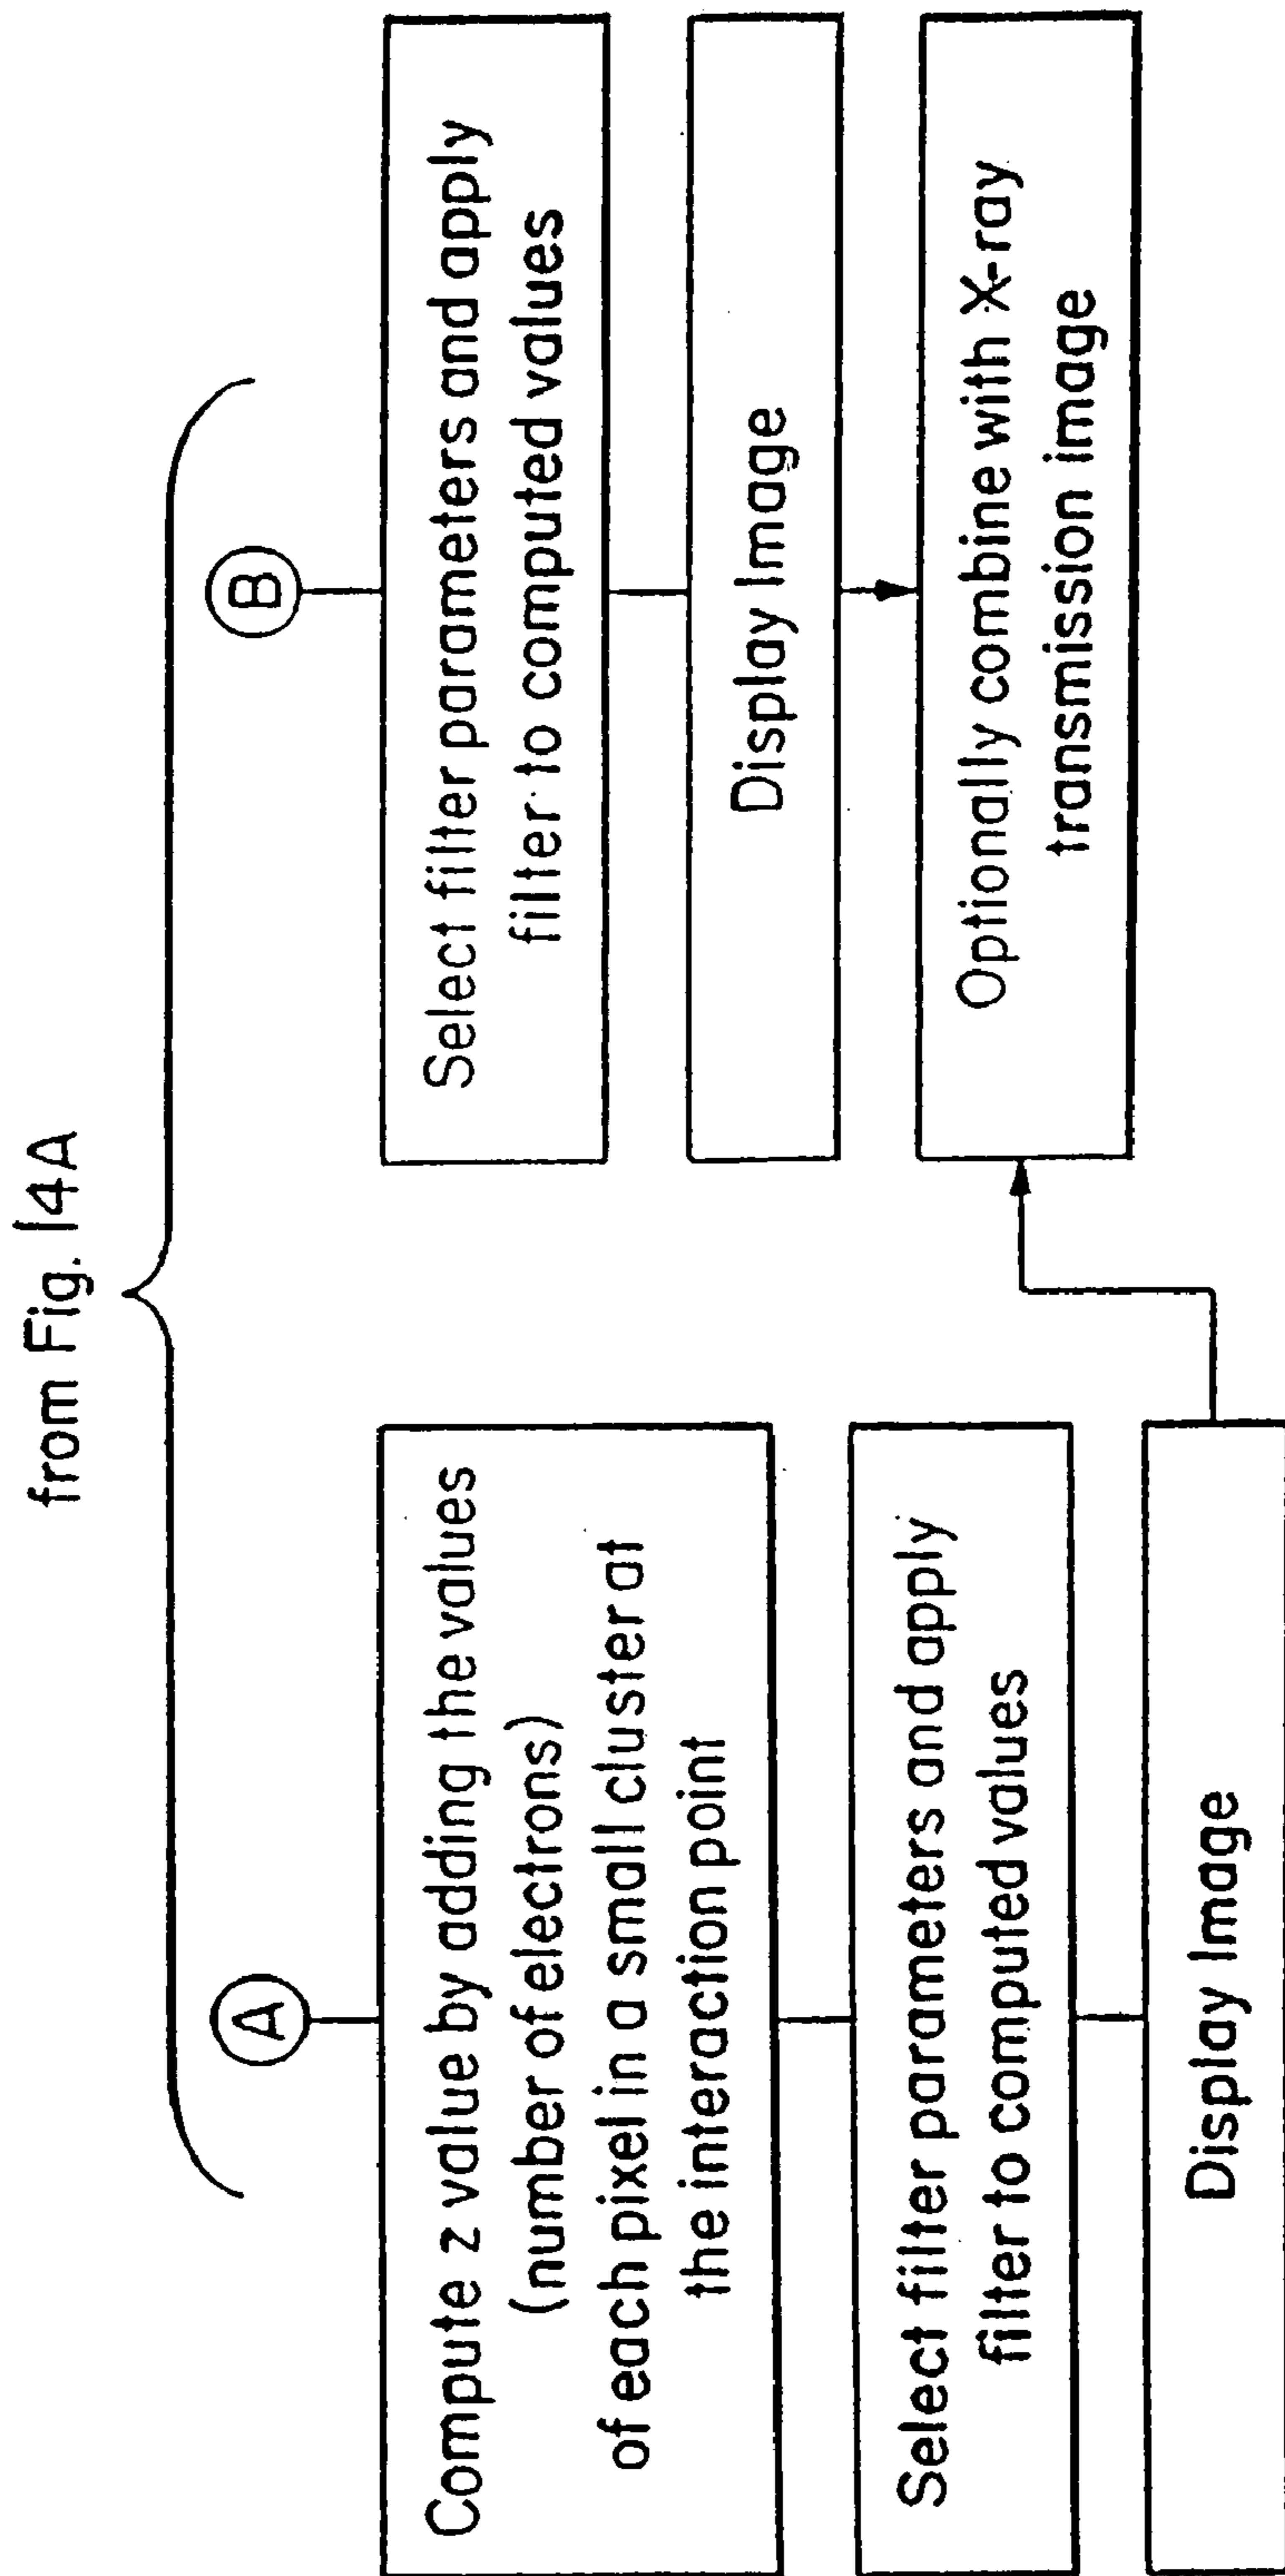 from Fig. 14A
A
Compute z value by adding the values
(number of electrons)
of each pixel in a small cluster at
the interaction point
Select filter parameters and apply
filter to computed values
Display Image
B
Select filter parameters and apply
filter to computed values
Display Image
Optionally combine with X-ray
transmission image